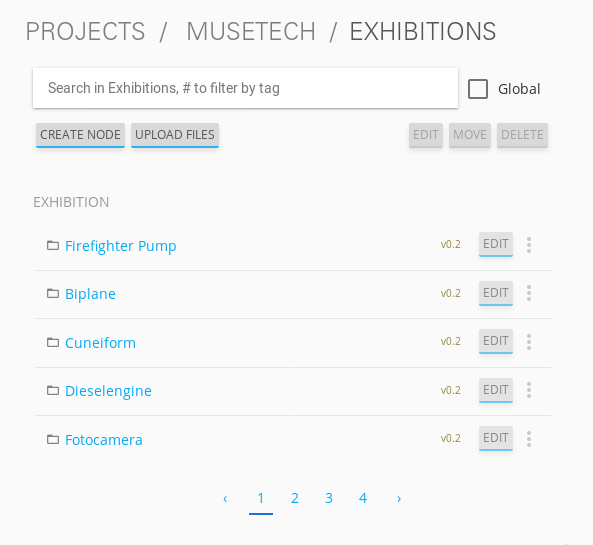 PROJECTS / MUSETECH / EXHIBITIONS
Search in Exhibitions, # to filter by tag
Global
CREATE NODE UPLOAD FILES EDIT MOVE DELETE
EXHIBITION
Firefighter Pump v0.2 EDIT
Biplane v0.2 EDIT
Cuneiform v0.2 EDIT
Dieselengine v0.2 EDIT
Fotocamera v0.2 EDIT
‹ 1 2 3 4 ›